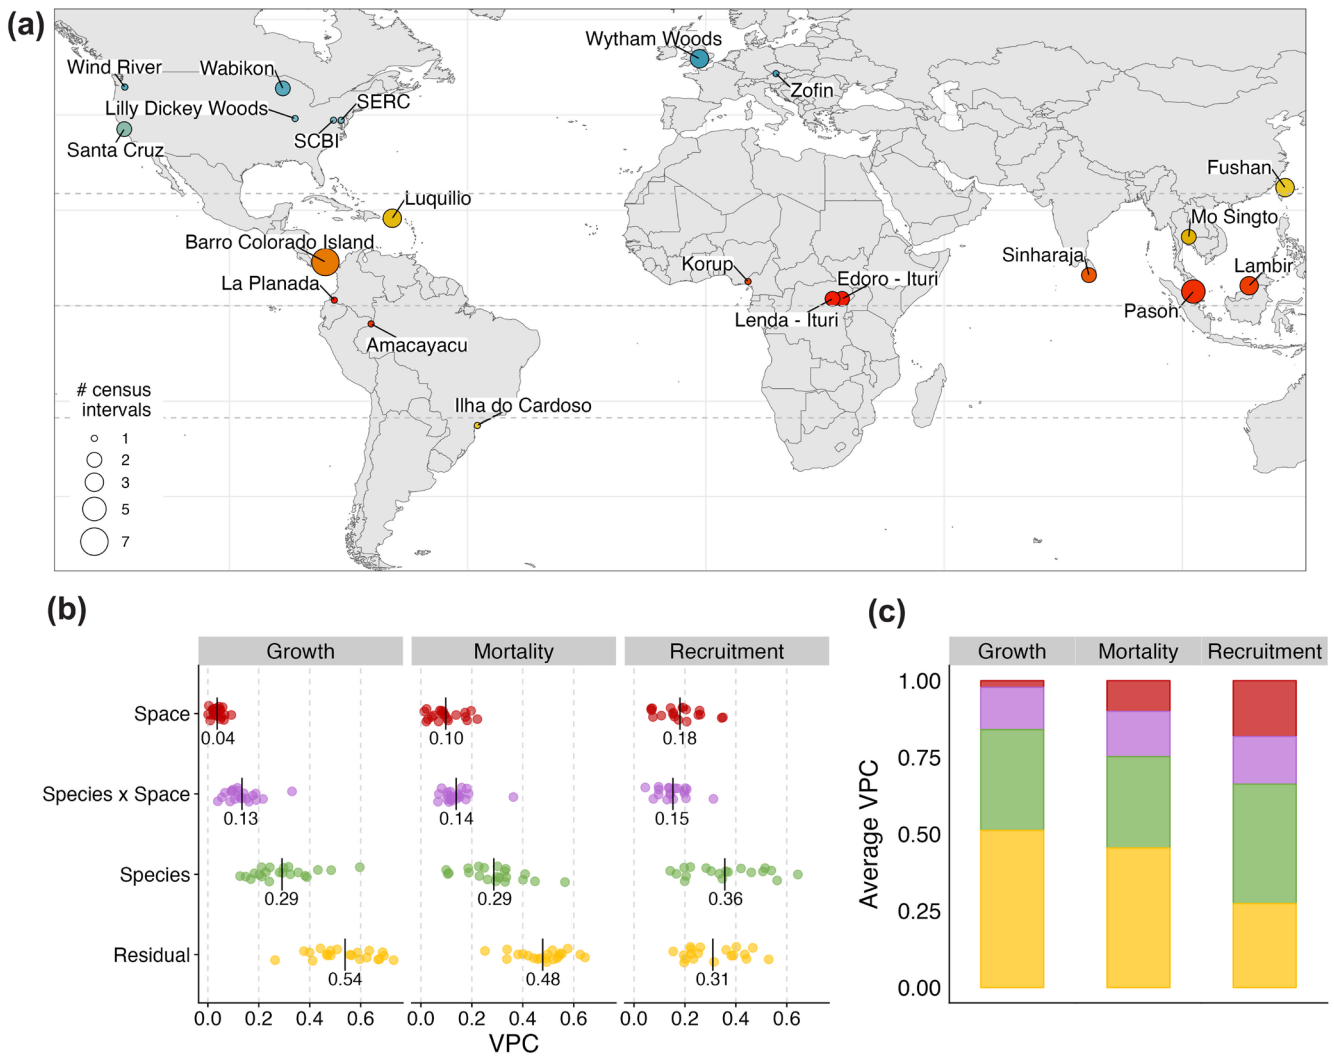 (a)
Wytham Woods
Wind River
Wabikon
Zofin
Lilly Dickey Woods
SERC
SCBI
Santa Cruz
Fushan
Luquillo
Mo Singto
Barro Colorado Island
Sinharaja
Korup
Edoro - Ituri
Lambir
La Planada
Pasoh
Lenda - Ituri
Amacayacu
# census
intervals
Ilha do Cardoso
1
2
3
5
7
(b)
Growth
Mortality
Recruitment
Space
0.04
0.10
0.18
Species x Space
0.13
0.14
0.15
Species
0.29
0.29
0.36
Residual
0.54
0.48
0.31
0.0 0.2 0.4 0.6
0.0 0.2 0.4 0.6
0.0 0.2 0.4 0.6
VPC
(c)
Growth
Mortality
Recruitment
1.00
0.75
0.50
0.25
0.00
Average VPC